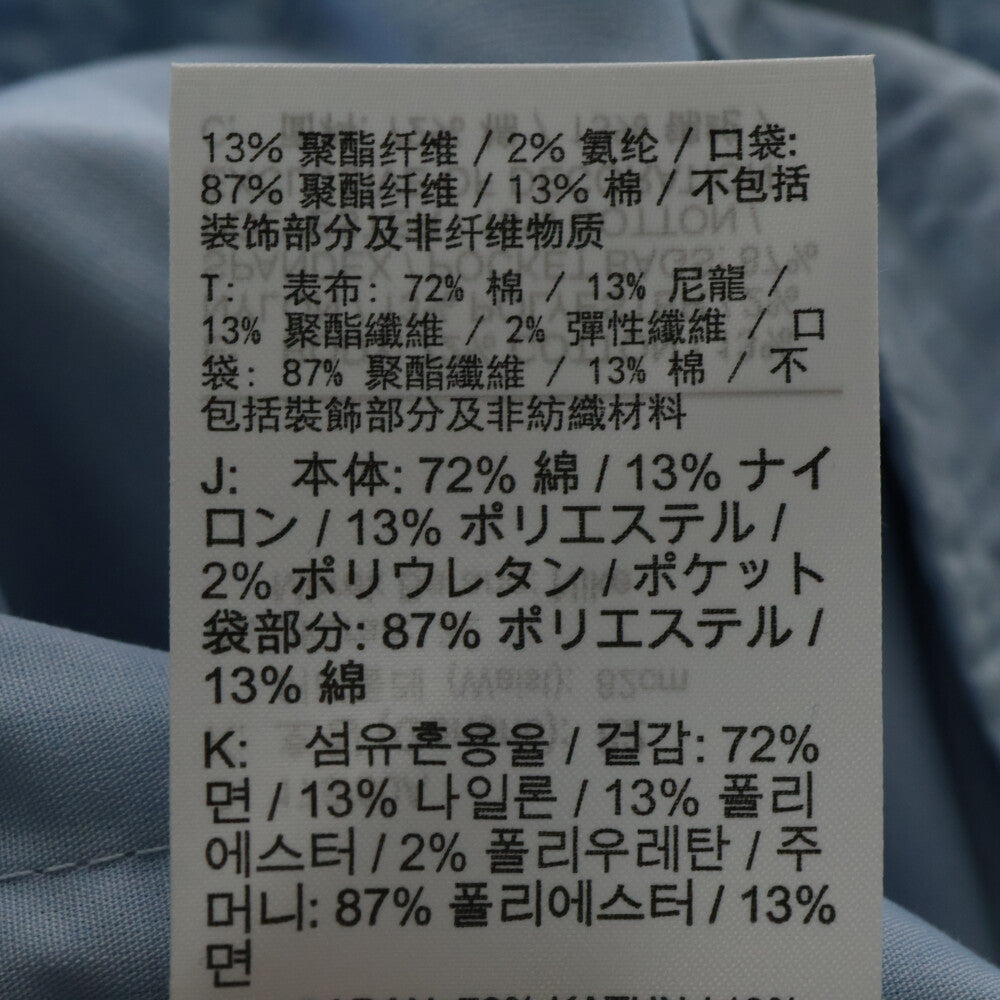 13% 聚酯纤维 / 2% 氨纶 / 口袋:
87% 聚酯纤维 / 13% 棉 / 不包括
装饰部分及非纤维物质
T: 表布: 72% 棉 / 13% 尼龍 /
13% 聚酯纖維 / 2% 彈性纖維 / 口
袋: 87% 聚酯纖維 / 13% 棉 / 不
包括裝飾部分及非紡織材料
J: 本体: 72% 綿 / 13% ナイ
ロン / 13% ポリエステル /
2% ポリウレタン / ポケット
袋部分: 87% ポリエステル /
13% 綿
K: 섬유혼용율 / 겉감: 72%
면 / 13% 나일론 / 13% 폴리
에스터 / 2% 폴리우레탄 / 주
머니: 87% 폴리에스터 / 13%
면